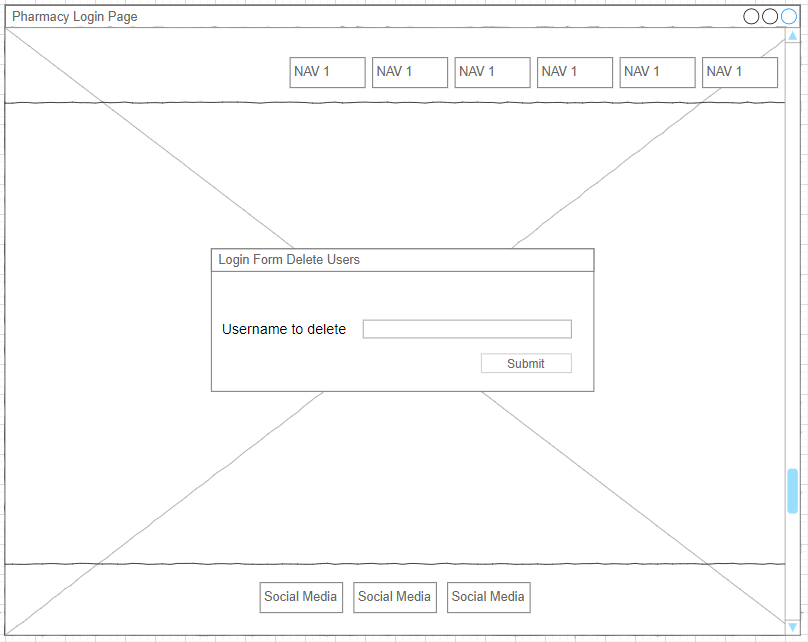 Pharmacy Login Page
NAV 1 NAV 1 NAV 1 NAV 1 NAV 1 NAV 1
Login Form Delete Users
Username to delete
Submit
Social Media Social Media Social Media